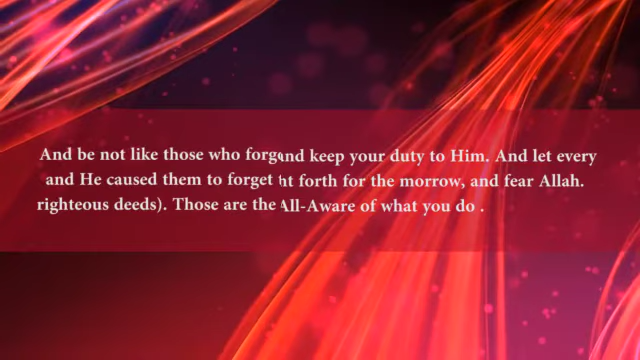 And be not like those who forg and keep your duty to Him. And let every
and He caused them to forget ht forth for the morrow, and fear Allah.
righteous deeds). Those are the All-Aware of what you do .